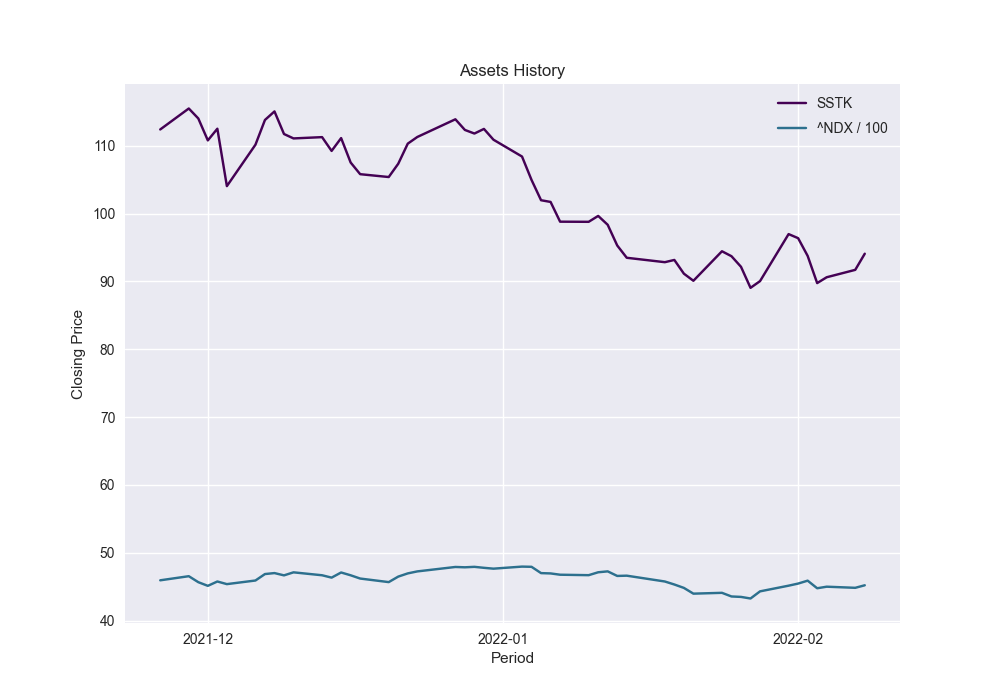 Assets History
SSTK
^NDX / 100
110
100
90
80
70
60
50
40
Closing Price
2021-12
2022-01
2022-02
Period